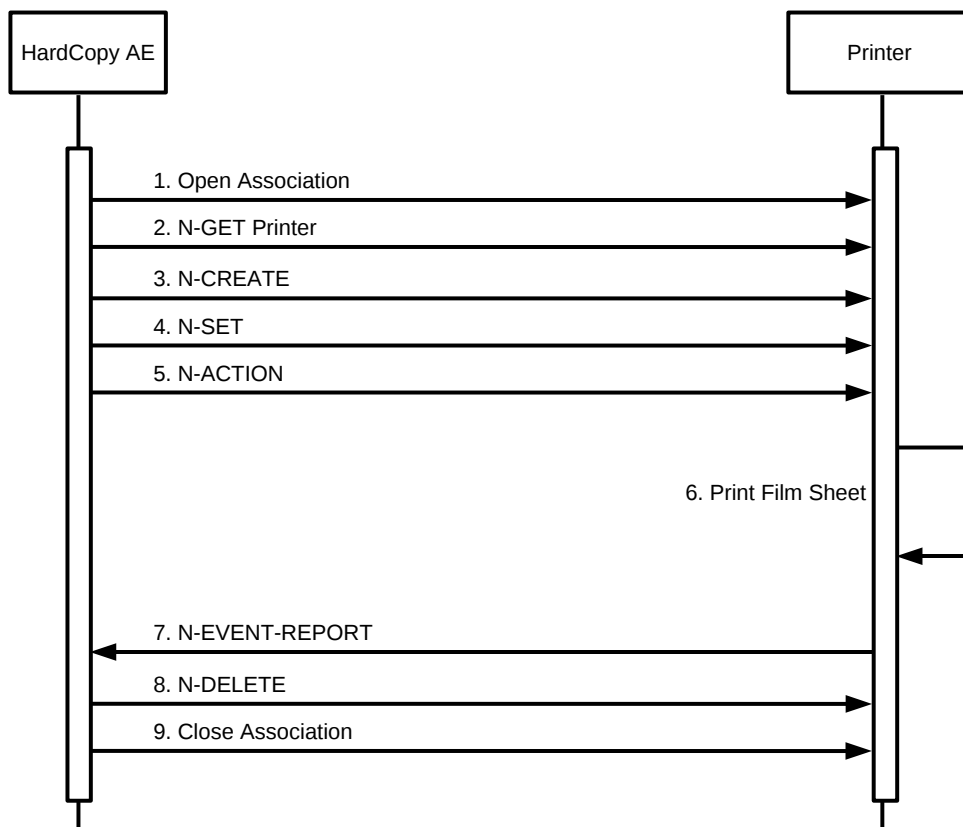 HardCopy AE
Printer
1. Open Association
2. N-GET Printer
3. N-CREATE
4. N-SET
5. N-ACTION
6. Print Film Sheet
7. N-EVENT-REPORT
8. N-DELETE
9. Close Association